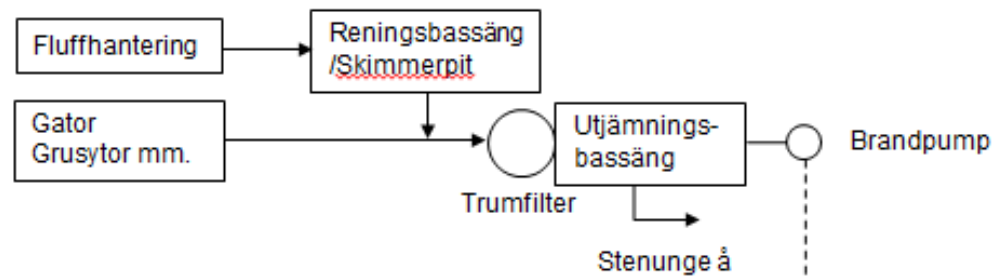 Fluffhantering
Reningsbassäng
/Skimmerpit
Gator
Grusytor mm.
Utjämnings-
bassäng
Brandpump
Trumfilter
Stenunge å